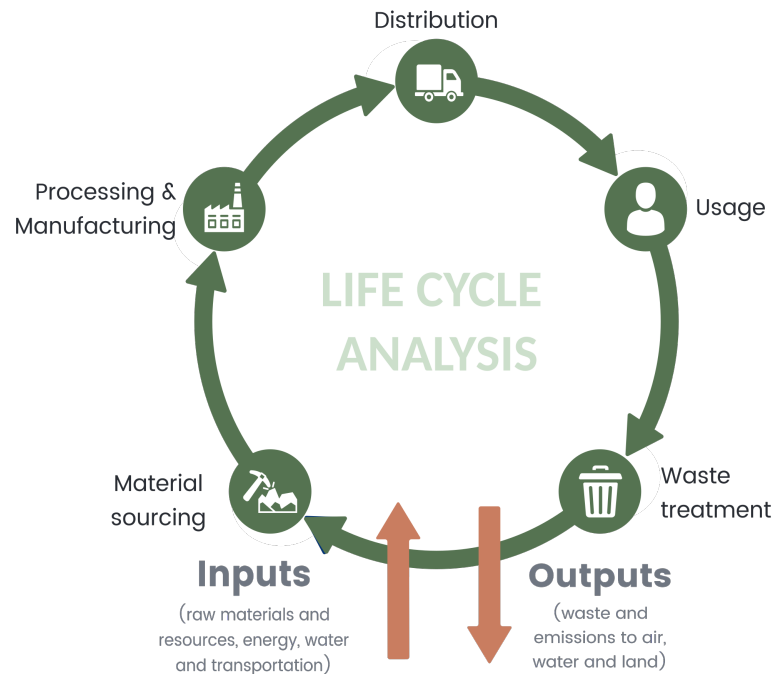 Distribution
Processing &
Manufacturing
Usage
LIFE CYCLE
ANALYSIS
Material
sourcing
Waste
treatment
Inputs
(raw materials and
resources, energy, water
and transportation)
Outputs
(waste and
emissions to air,
water and land)